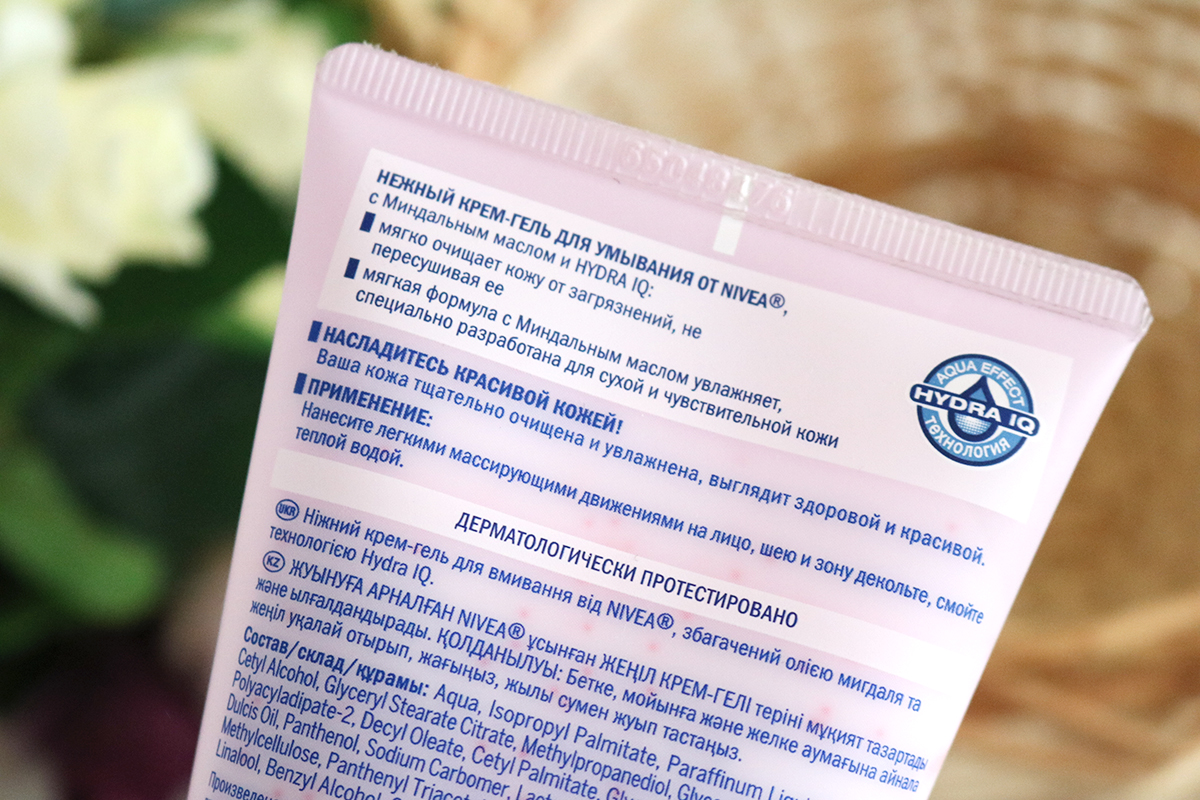 66048176
НЕЖНЫЙ КРЕМ-ГЕЛЬ ДЛЯ УМЫВАНИЯ ОТ NIVEA®,
с Миндальным маслом и HYDRA IQ:
мягко очищает кожу от загрязнений, не
пересушивая ее
мягкая формула с Миндальным маслом увлажняет,
специально разработана для сухой и чувствительной кожи
AQUA EFFECT
HYDRA IQ
ТЕХНОЛОГИЯ
НАСЛАДИТЕСЬ КРАСИВОЙ КОЖЕЙ!
Ваша кожа тщательно очищена и увлажнена, выглядит здоровой и красивой.
ПРИМЕНЕНИЕ:
Нанесите легкими массирующими движениями на лицо, шею и зону декольте, смойте
теплой водой.
ДЕРМАТОЛОГИЧЕСКИ ПРОТЕСТИРОВАНО
UKR Ніжний крем-гель для вмивання від NIVEA®, збагачений олією мигдаля та
технологією Hydra IQ.
KZ ЖУЫНУҒА АРНАЛҒАН NIVEA® ұсынған ЖЕҢІЛ КРЕМ-ГЕЛІ теріні мұқият тазартады
және ылғалдандырады. ҚОЛДАНЫЛУЫ: Бетке, мойынға және желке аумағына айнала
жеңіл уқалай отырып, жағыңыз, жылы сумен жуып тастаңыз.
Состав/склад/құрамы: Aqua, Isopropyl Palmitate, Paraffinum
Cetyl Alcohol, Glyceryl Stearate Citrate, Methylpropanediol,
Polyacyladipate-2, Decyl Oleate, Cetyl Palmitate,
Dulcis Oil, Panthenol, Sodium Carbomer,
Methylcellulose, Panthenyl
Linalool, Benzyl Alcohol,